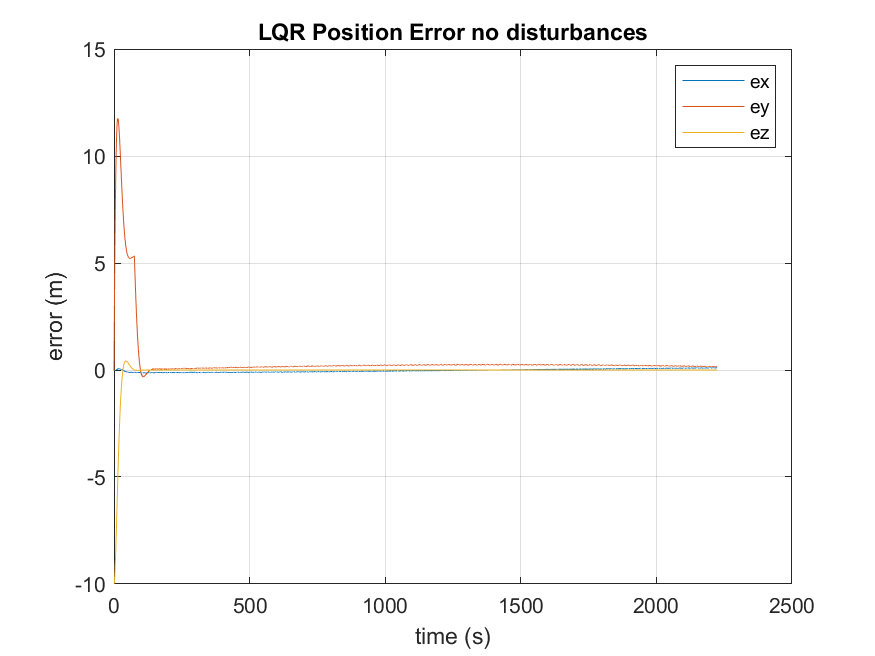 LQR Position Error no disturbances
15
10
5
0
-5
-10
error (m)
ex
ey
ez
0 500 1000 1500 2000 2500
time (s)